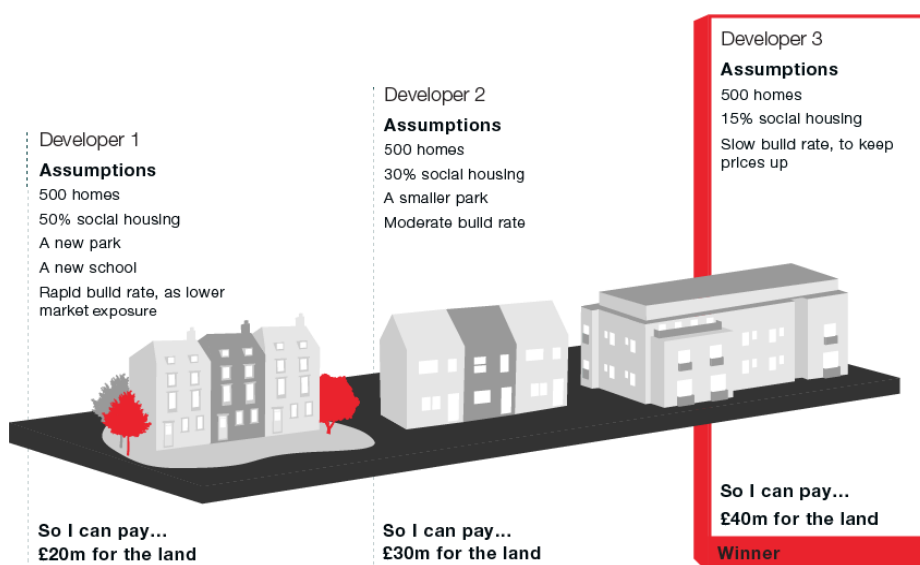 Developer 1
Assumptions
500 homes
50% social housing
A new park
A new school
Rapid build rate, as lower
market exposure
So I can pay...
£20m for the land
Developer 2
Assumptions
500 homes
30% social housing
A smaller park
Moderate build rate
So I can pay...
£30m for the land
Developer 3
Assumptions
500 homes
15% social housing
Slow build rate, to keep
prices up
So I can pay...
£40m for the land
Winner